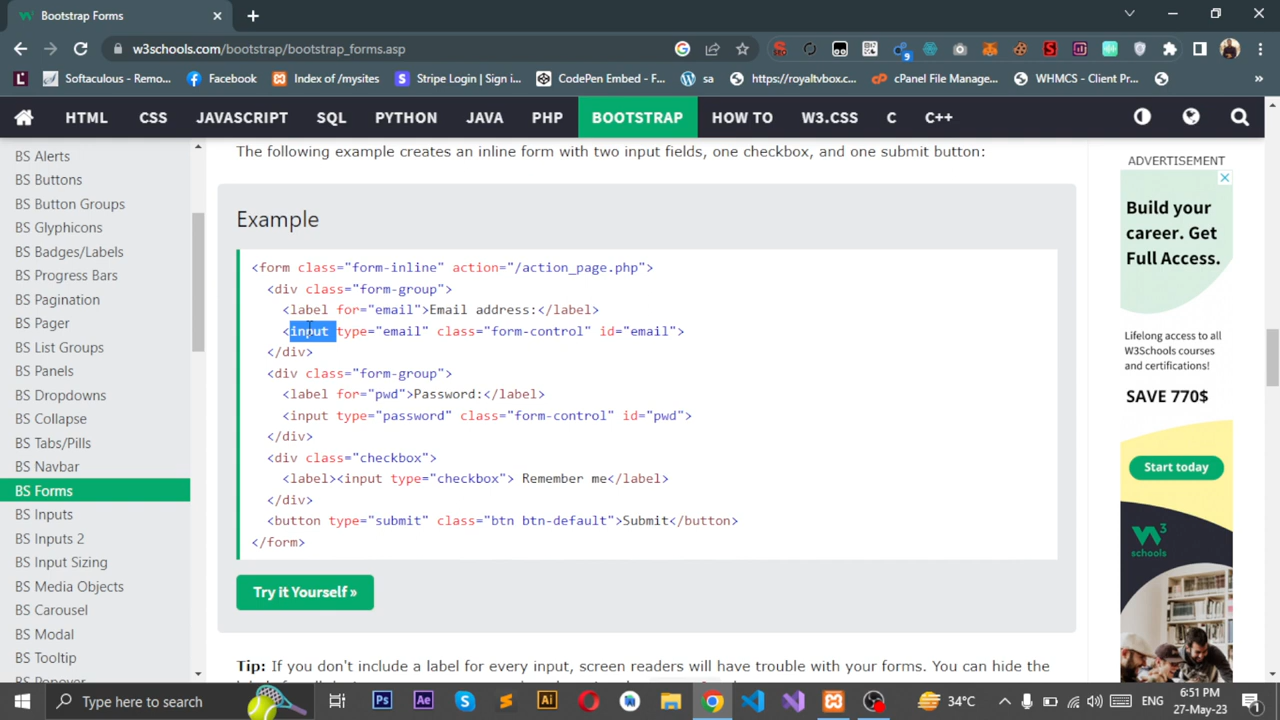 Bootstrap Forms
w3schools.com/bootstrap/bootstrap_forms.asp
9
Softaculous - Remo...
Facebook
Index of /mysites
Stripe Login | Sign i...
CodePen Embed - F...
sa
https://royaltvbox.c...
cPanel File Manage...
WHMCS - Client Pr...
HTML
CSS
JAVASCRIPT
SQL
PYTHON
JAVA
PHP
BOOTSTRAP
HOW TO
W3.CSS
C
C++
BS Alerts
BS Buttons
BS Button Groups
BS Glyphicons
BS Badges/Labels
BS Progress Bars
BS Pagination
BS Pager
BS List Groups
BS Panels
BS Dropdowns
BS Collapse
BS Tabs/Pills
BS Navbar
BS Forms
BS Inputs
BS Inputs 2
BS Input Sizing
BS Media Objects
BS Carousel
BS Modal
BS Tooltip
BS Popover
The following example creates an inline form with two input fields, one checkbox, and one submit button:
Example
<form class="form-inline" action="/action_page.php">
<div class="form-group">
<label for="email">Email address:</label>
<input type="email" class="form-control" id="email">
</div>
<div class="form-group">
<label for="pwd">Password:</label>
<input type="password" class="form-control" id="pwd">
</div>
<div class="checkbox">
<label><input type="checkbox"> Remember me</label>
</div>
<button type="submit" class="btn btn-default">Submit</button>
</form>
Try it Yourself »
Tip: If you don't include a label for every input, screen readers will have trouble with your forms. You can hide the
ADVERTISEMENT
Build your
career. Get
Full Access.
Lifelong access to all
W3Schools courses
and certifications!
SAVE 770$
Start today
W3
schools
Type here to search
Ps
Ae
Ai
34°C
ENG
6:51 PM
27-May-23
1